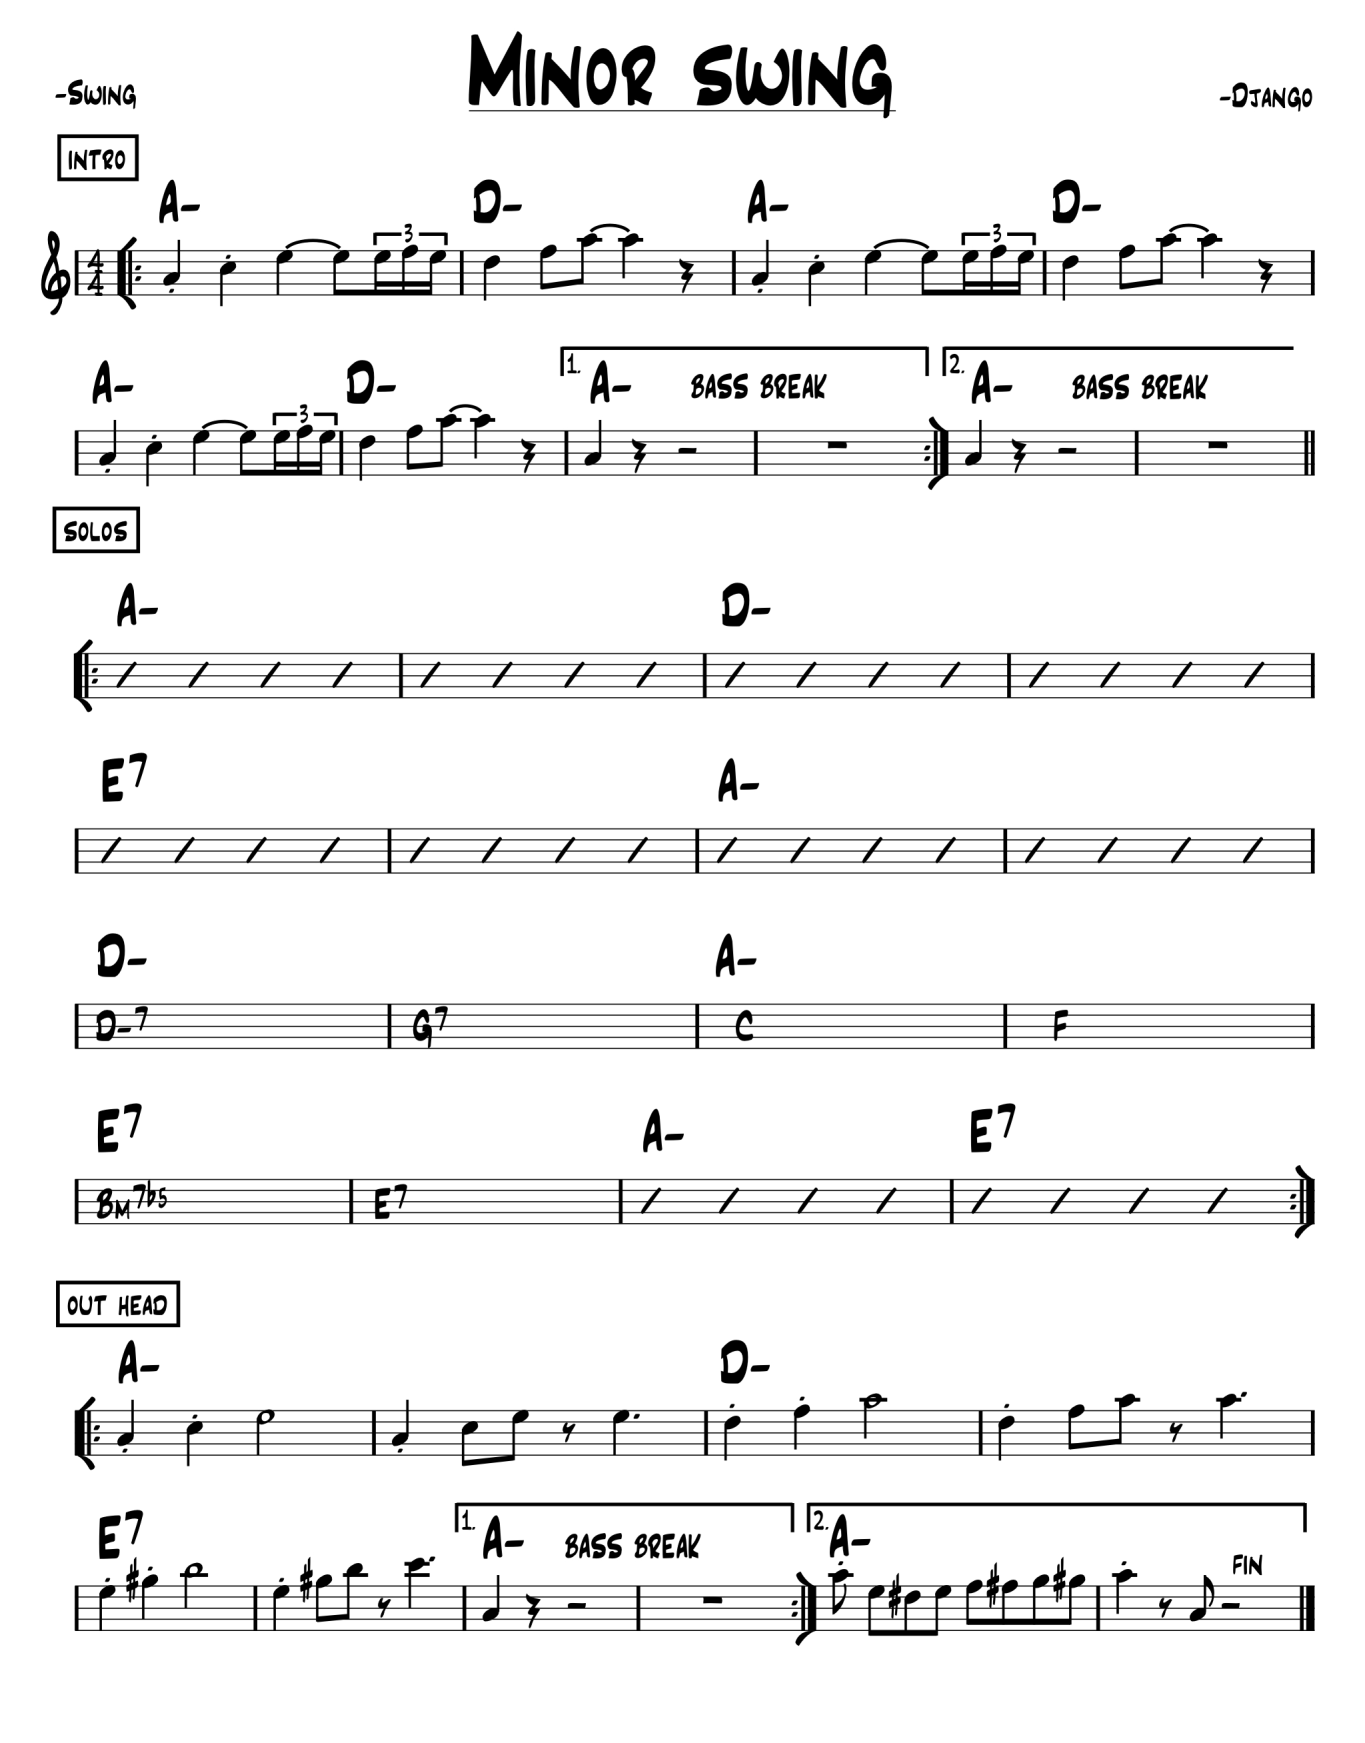 MINOR SWING
-SWING
-DJANGO
INTRO
A- D- A- D-
4
4
3 3
A- D- 1. A- BASS BREAK 2. A- BASS BREAK
3
SOLOS
A- D-
E7 A-
D- A-
D-7 G7 C F
E7 A- E7
BM7b5 E7
OUT HEAD
A- D-
E7 1. A- BASS BREAK 2. A-
FIN